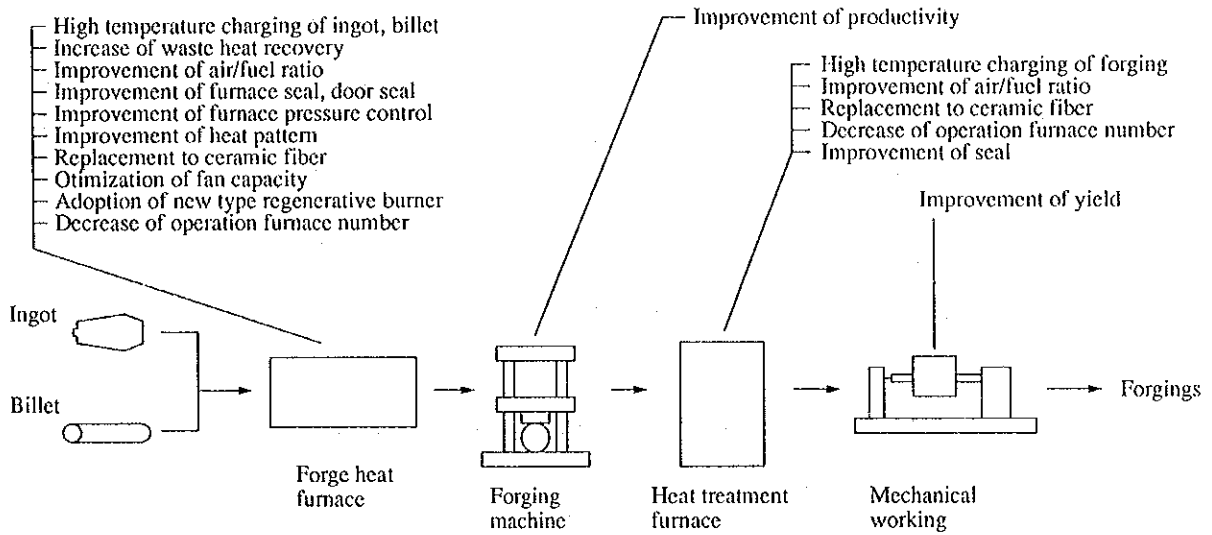 High temperature charging of ingot, billet
Increase of waste heat recovery
Improvement of air/fuel ratio
Improvement of furnace seal, door seal
Improvement of furnace pressure control
Improvement of heat pattern
Replacement to ceramic fiber
Otimization of fan capacity
Adoption of new type regenerative burner
Decrease of operation furnace number
Improvement of productivity
High temperature charging of forging
Improvement of air/fuel ratio
Replacement to ceramic fiber
Decrease of operation furnace number
Improvement of seal
Improvement of yield
Ingot
Billet
Forge heat
furnace
Forging
machine
Heat treatment
furnace
Mechanical
working
Forgings